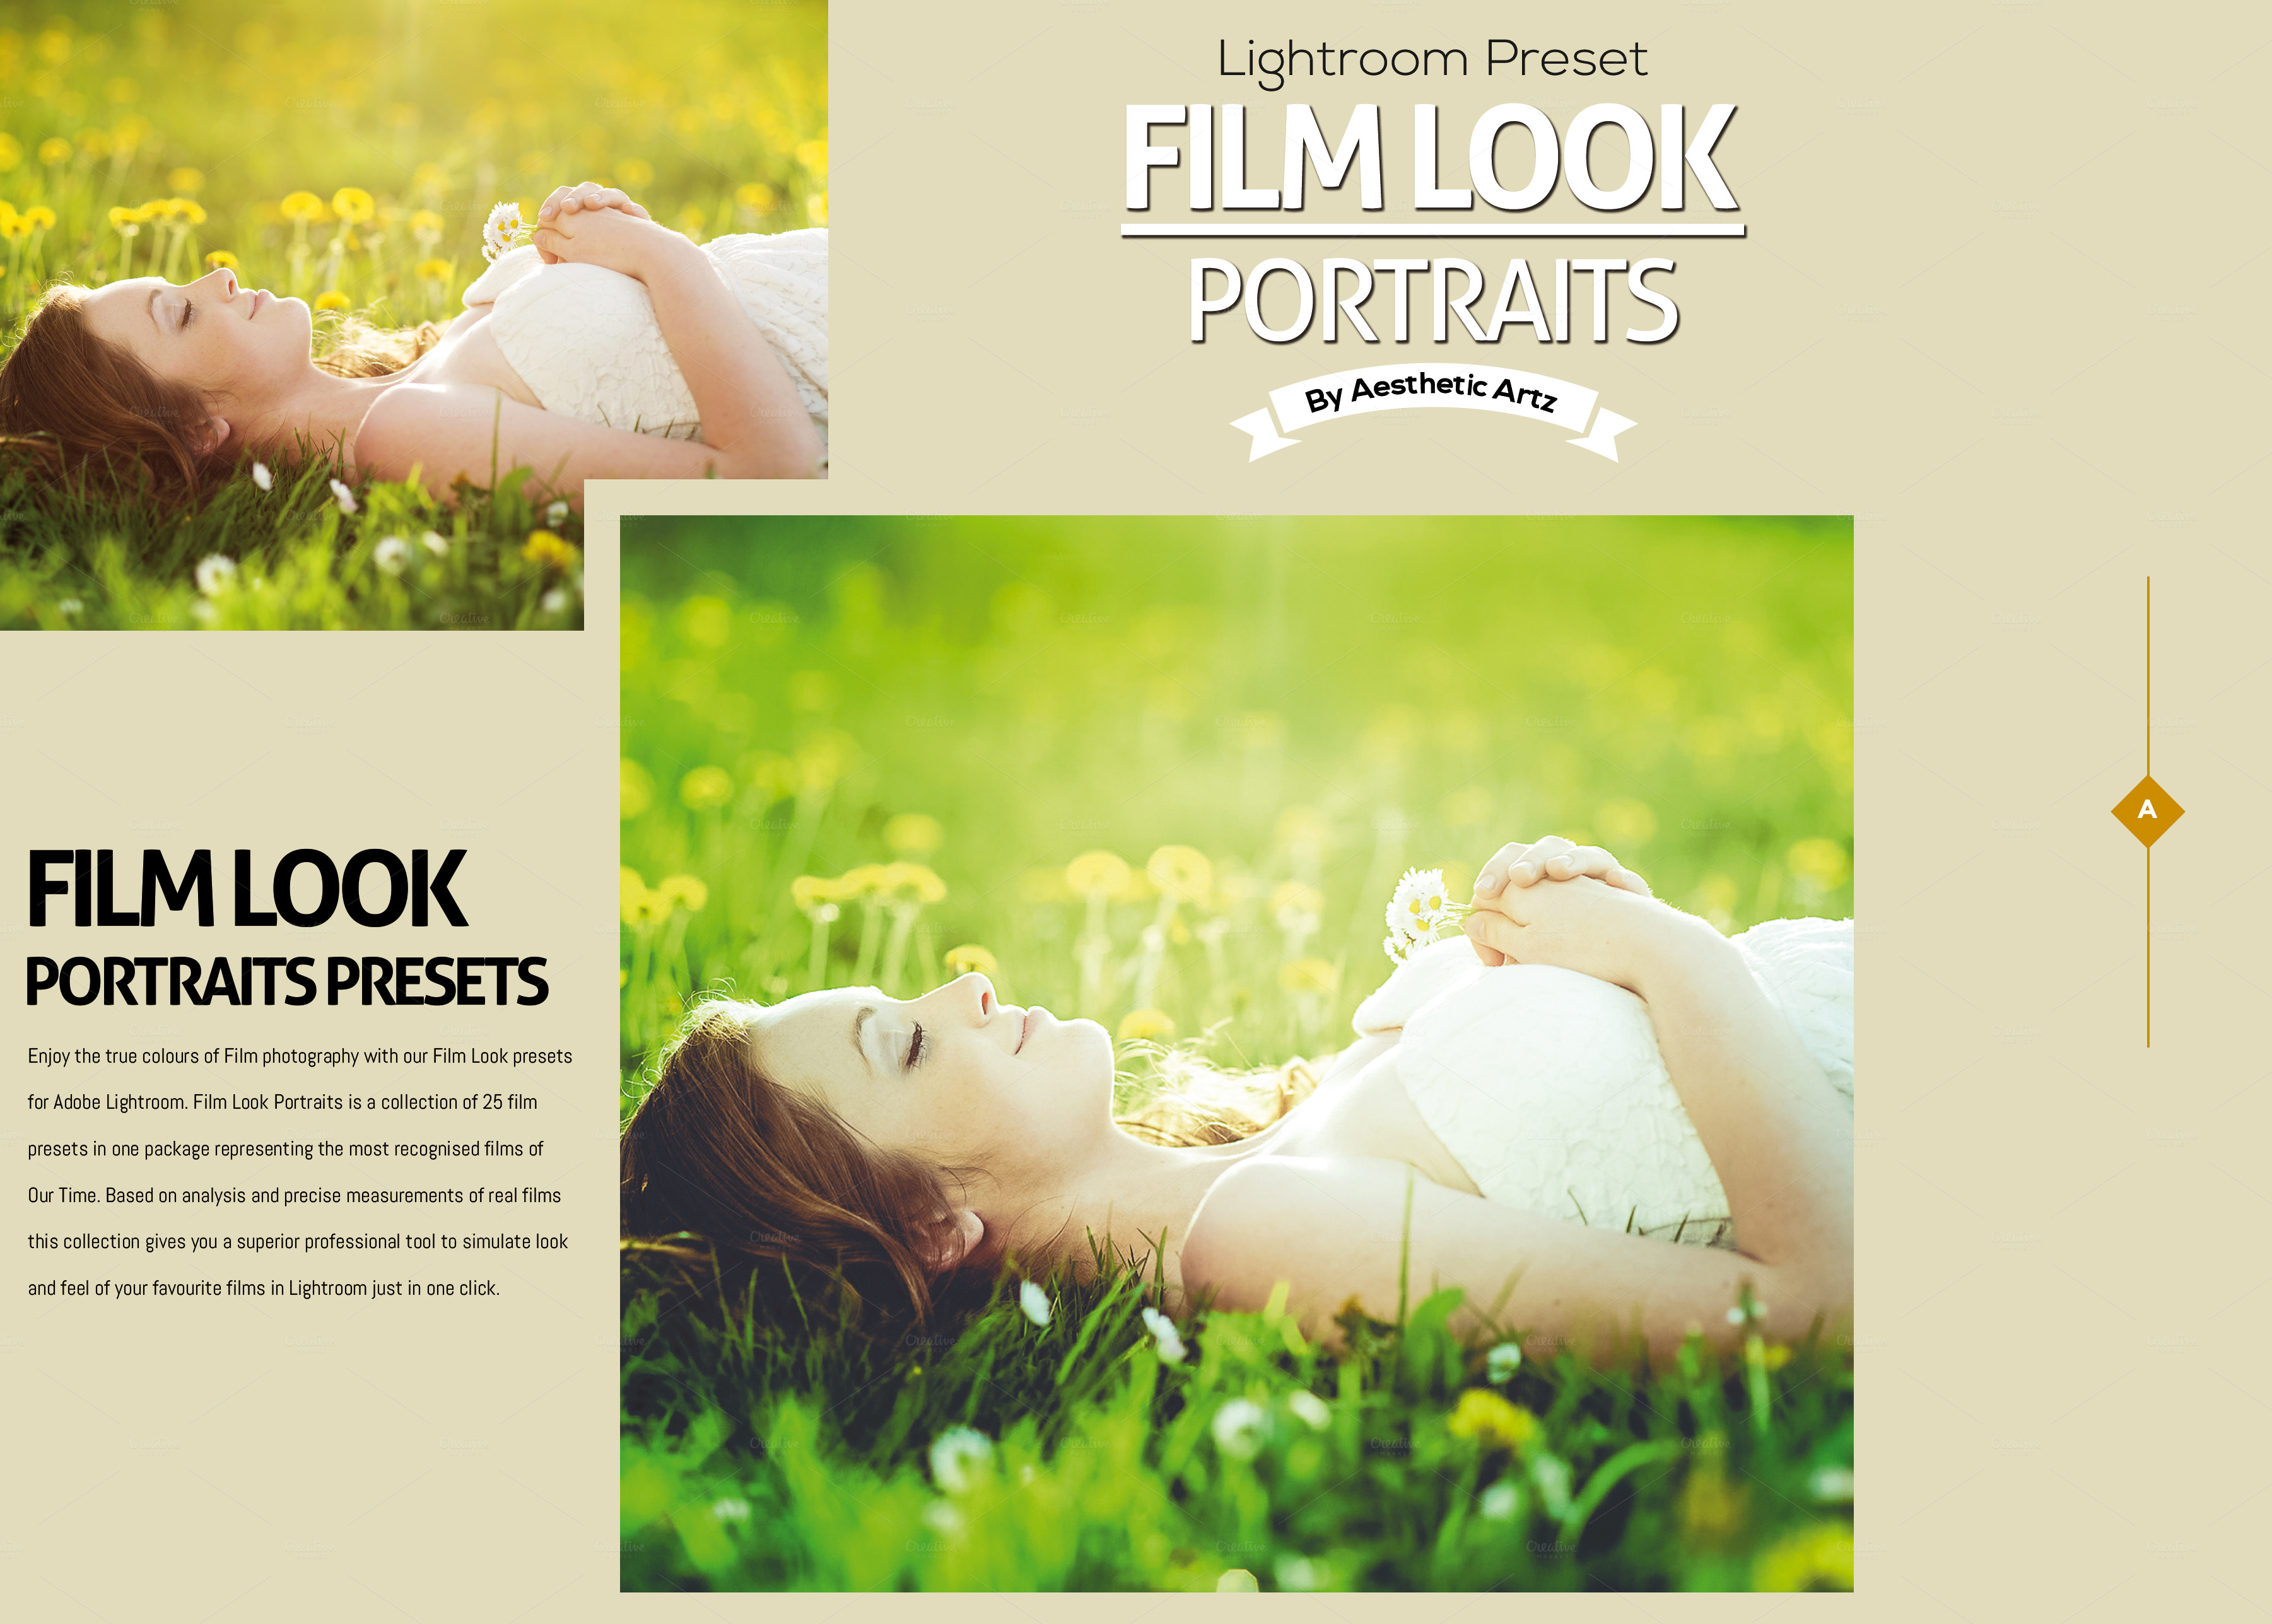 Lightroom Preset
FILM LOOK
PORTRAITS
By Aesthetic Artz
A
FILM LOOK
PORTRAITS PRESETS
Enjoy the true colours of Film photography with our Film Look presets
for Adobe Lightroom. Film Look Portraits is a collection of 25 film
presets in one package representing the most recognised films of
Our Time. Based on analysis and precise measurements of real films
this collection gives you a superior professional tool to simulate look
and feel of your favourite films in Lightroom just in one click.
Creative
MARKET